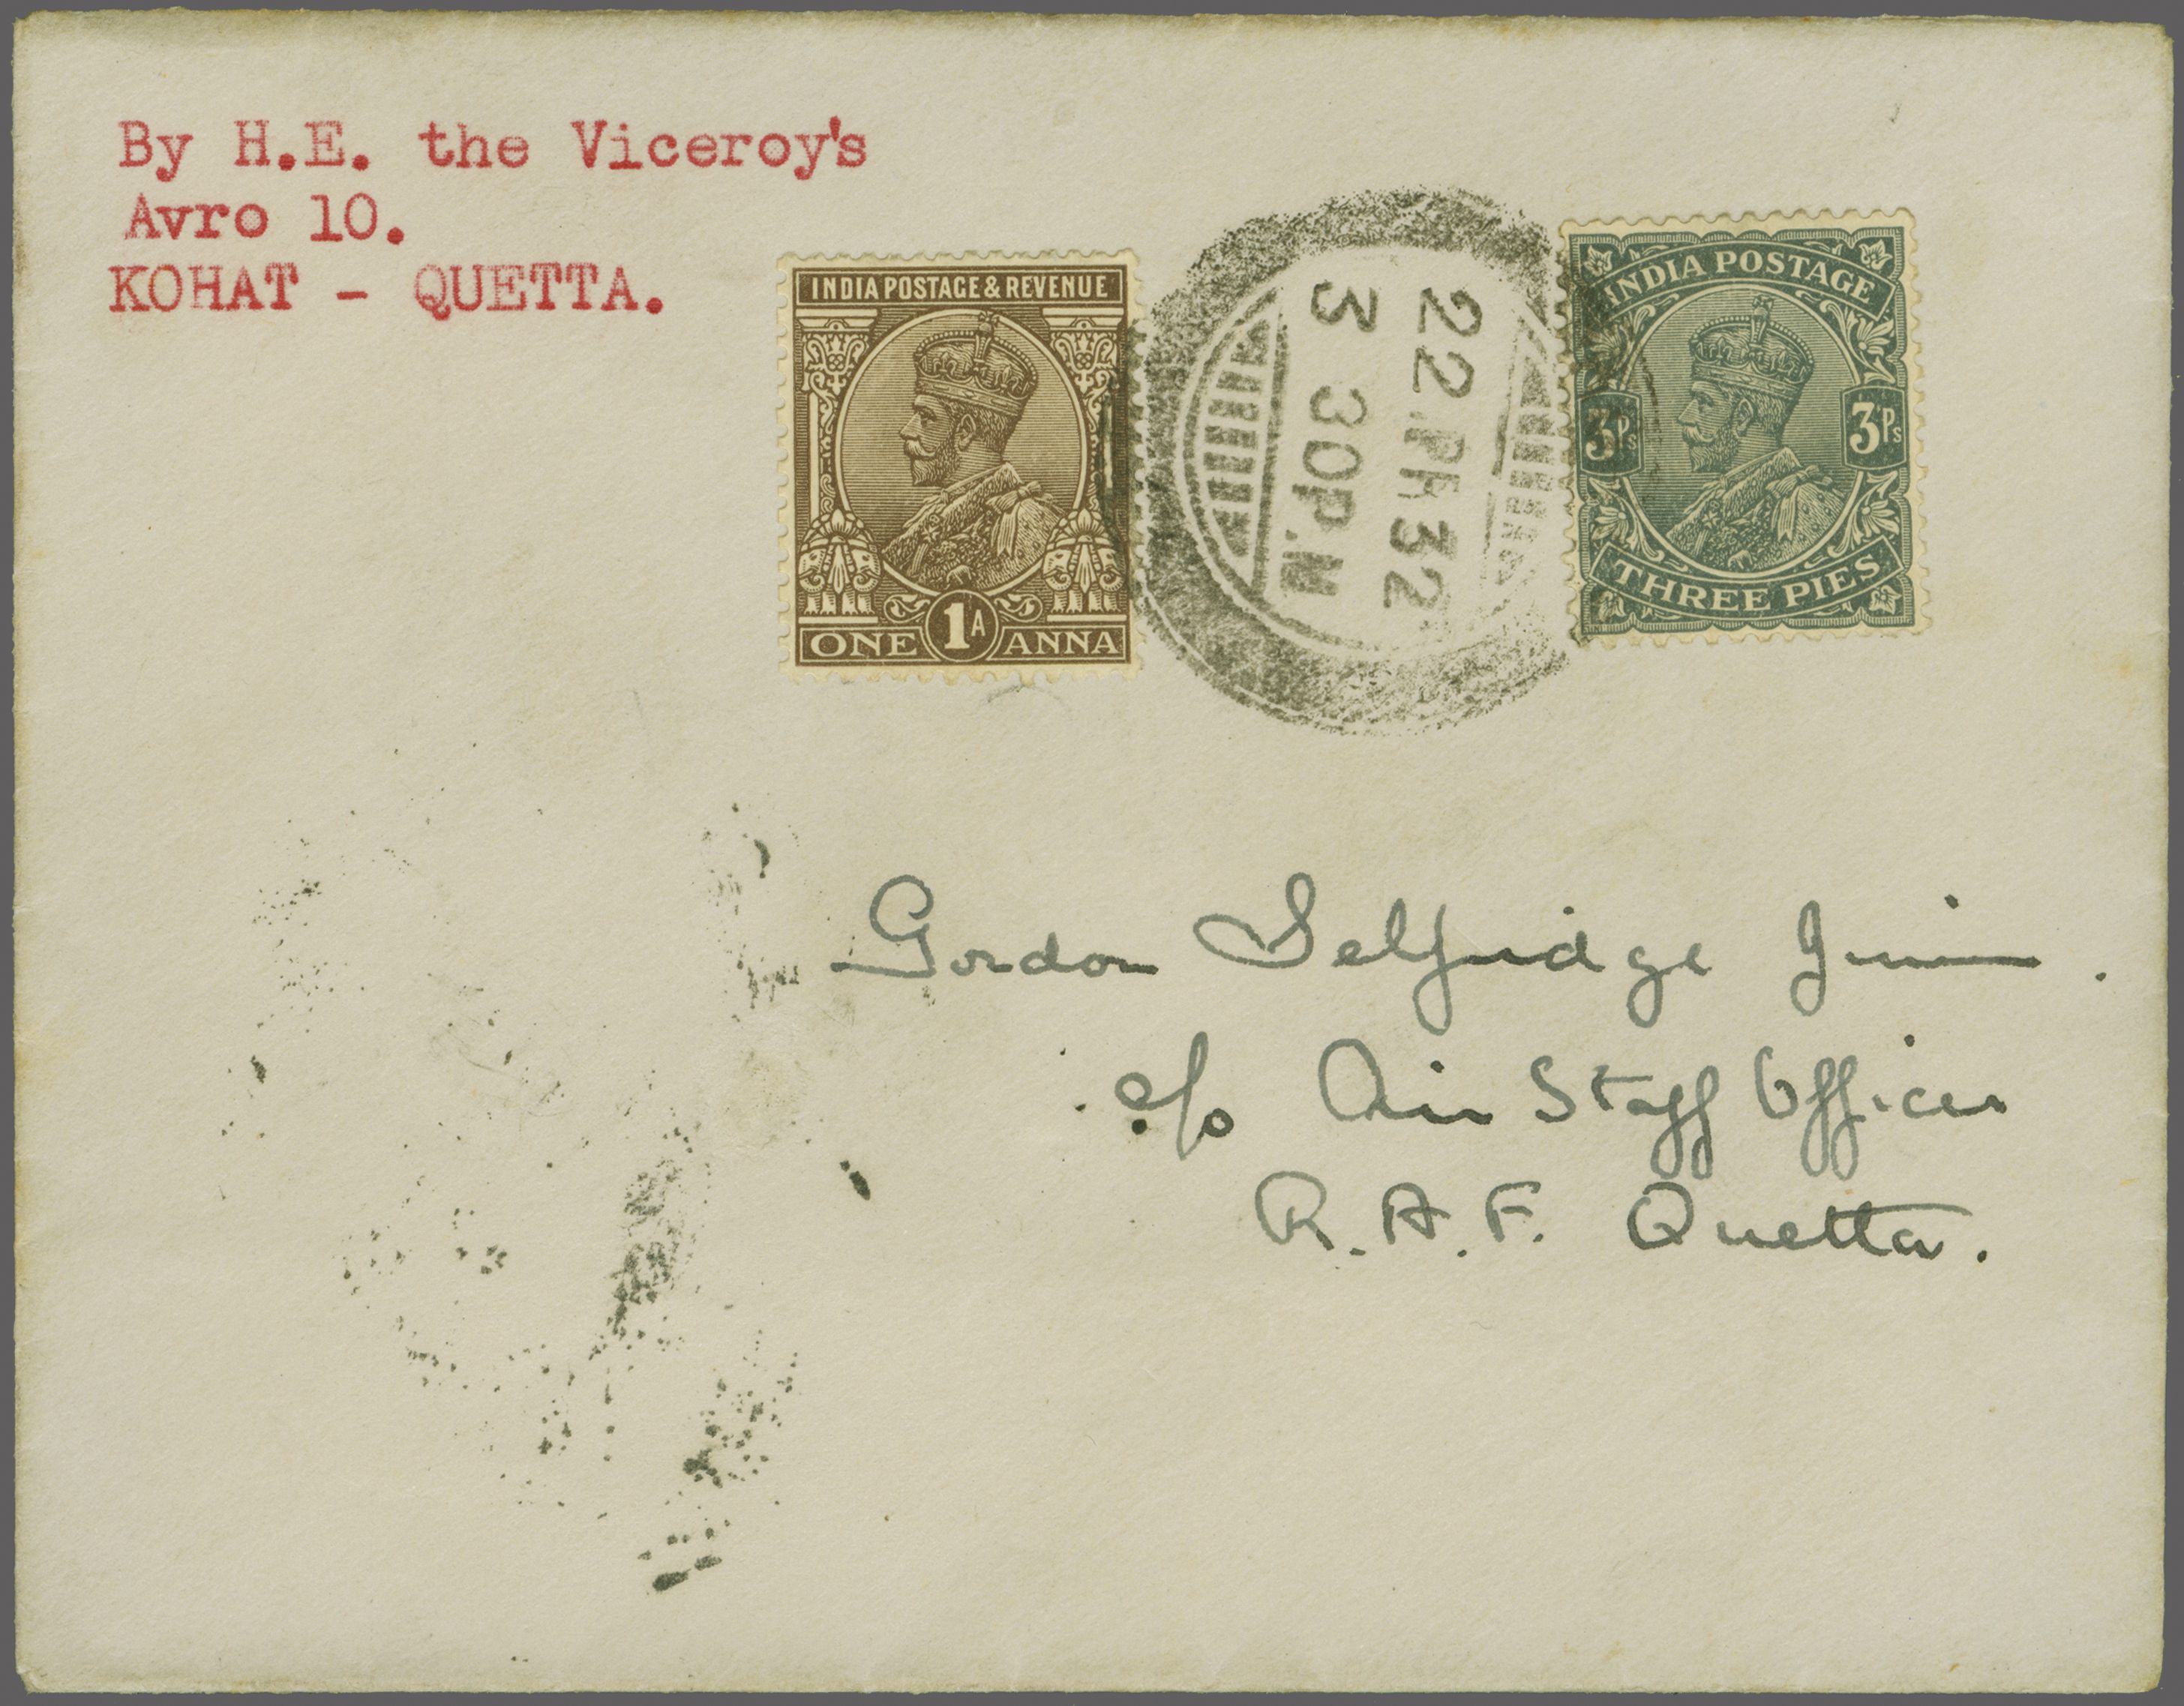 By H.E. the Viceroy's
Avro 10.
KOHAT - QUETTA.
INDIA POSTAGE & REVENUE
1A
ONE ANNA
22 PR 32
3 30P.M
INDIA POSTAGE
3Ps 3Ps
THREE PIES
Gordon Selfridge Junior.
c/o Air Staff Officer
R.A.F. Quetta.